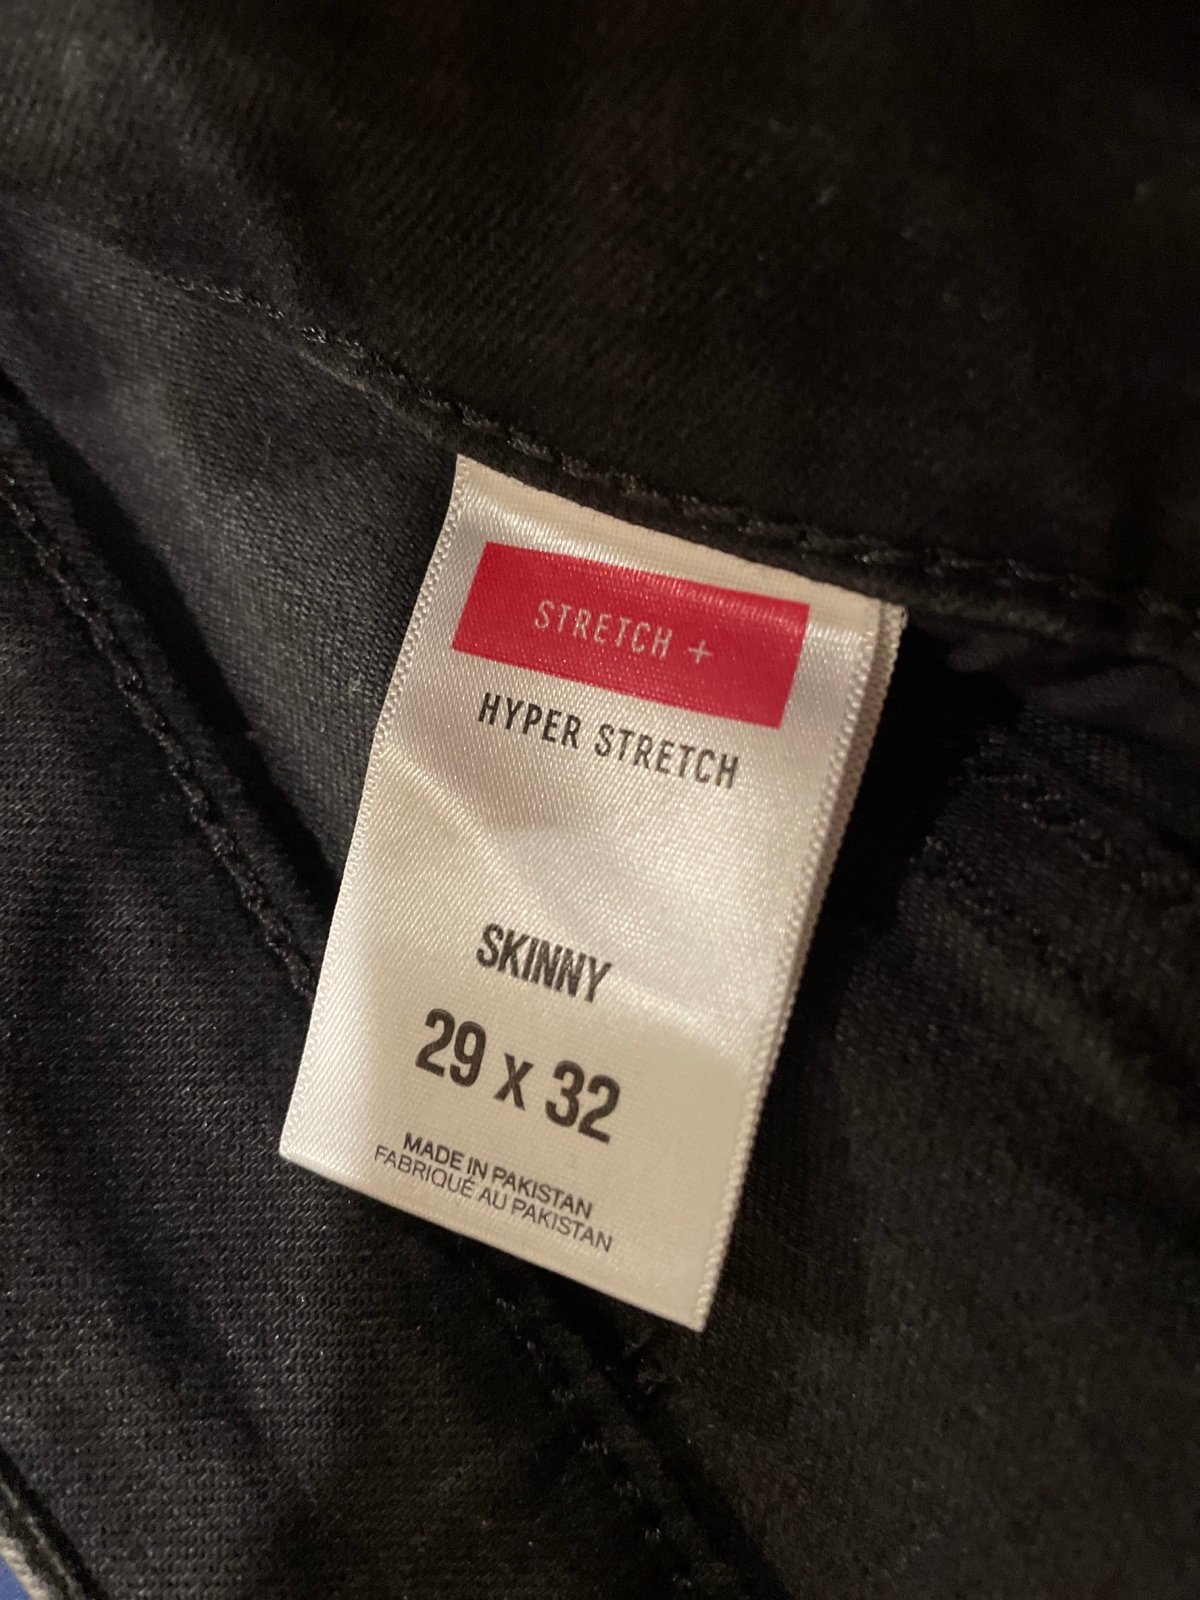 STRETCH +
HYPER STRETCH
SKINNY
29 x 32
MADE IN PAKISTAN
FABRIQUÉ AU PAKISTAN